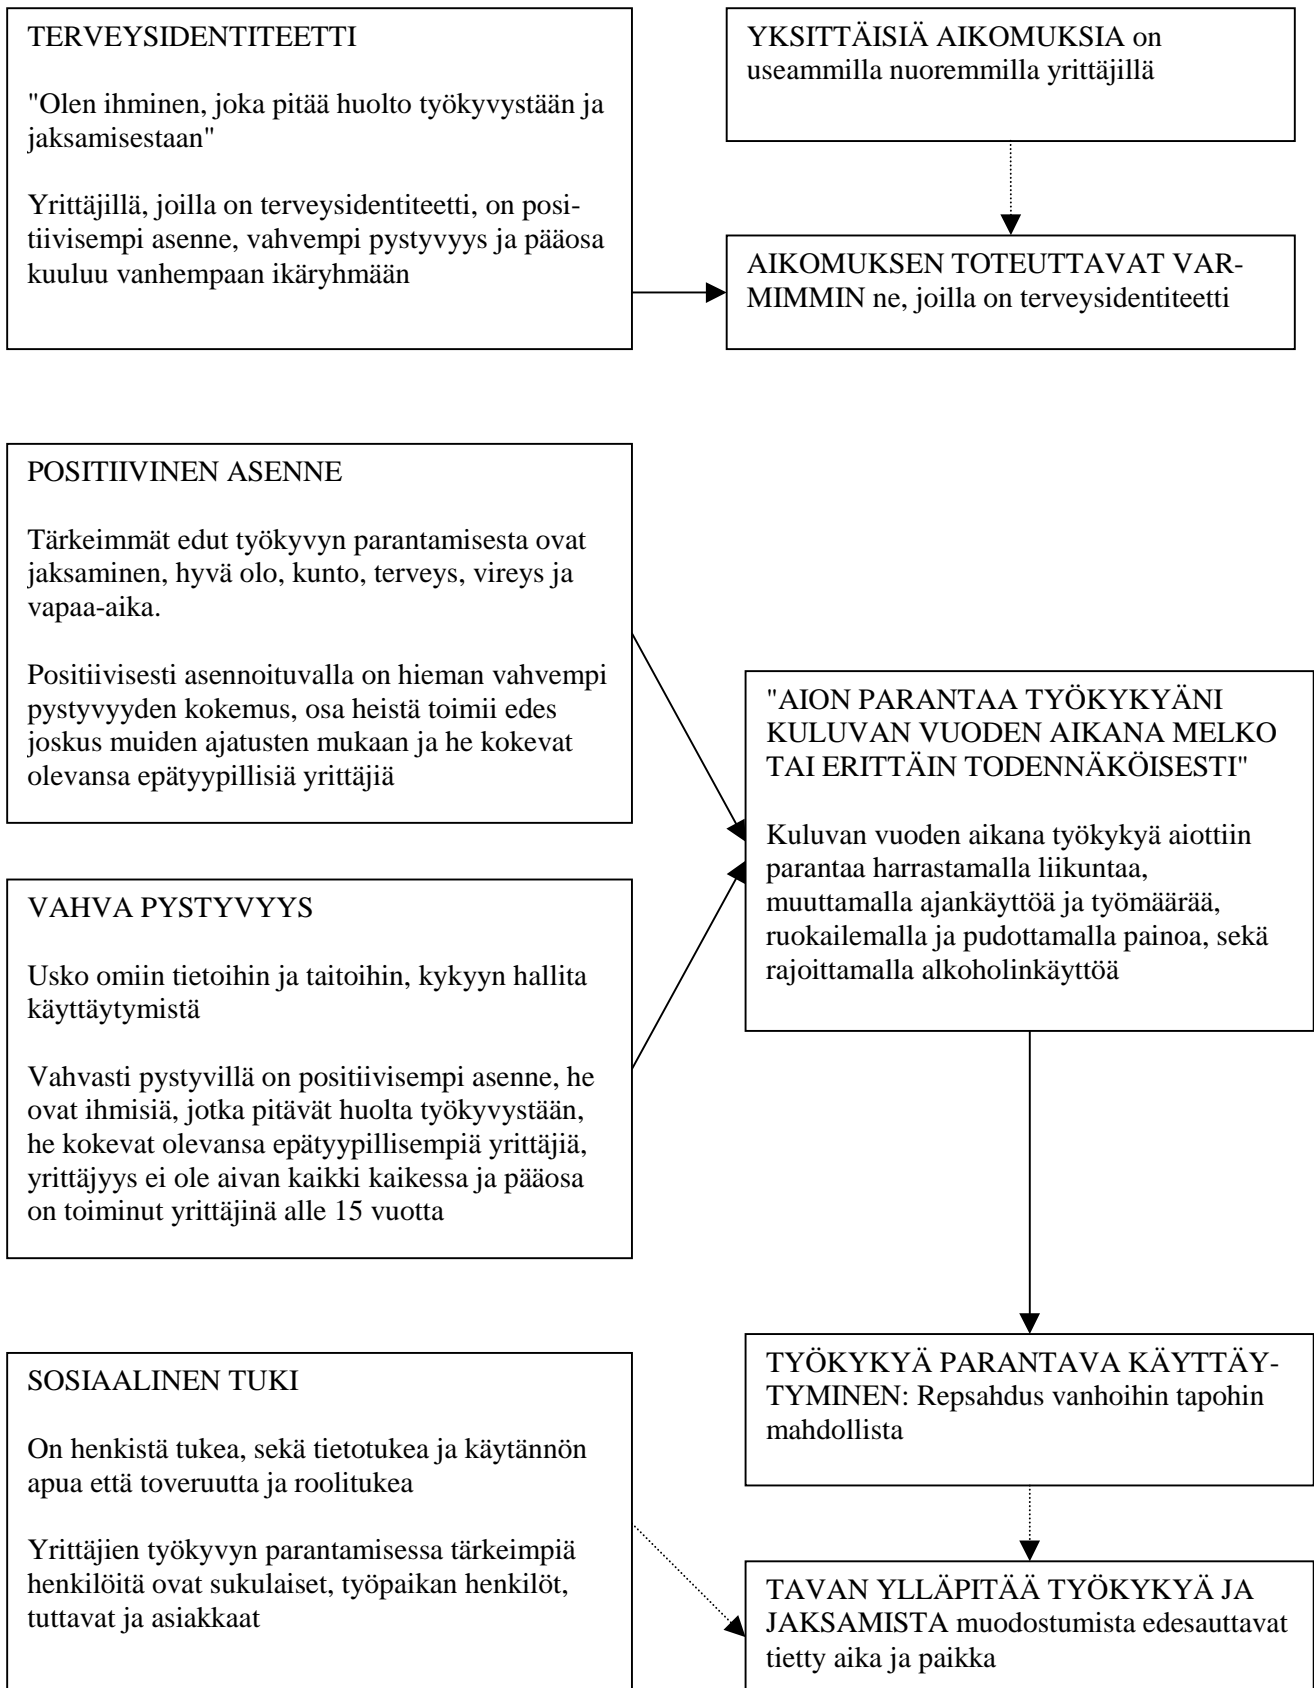 TERVEYSIDENTITEETTI
"Olen ihminen, joka pitää huolto työkyvystään ja
jaksamisestaan"
Yrittäjillä, joilla on terveysidentiteetti, on posi-
tiivisempi asenne, vahvempi pystyvyys ja pääosa
kuuluu vanhempaan ikäryhmään
YKSITTÄISIÄ AIKOMUKSIA on
useammilla nuoremmilla yrittäjillä
AIKOMUKSEN TOTEUTTAVAT VAR-
MIMMIN ne, joilla on terveysidentiteetti
POSITIIVINEN ASENNE
Tärkeimmät edut työkyvyn parantamisesta ovat
jaksaminen, hyvä olo, kunto, terveys, vireys ja
vapaa-aika.
Positiivisesti asennoituvalla on hieman vahvempi
pystyvyyden kokemus, osa heistä toimii edes
joskus muiden ajatusten mukaan ja he kokevat
olevansa epätyypillisiä yrittäjiä
"AION PARANTAA TYÖKYKYÄNI
KULUVAN VUODEN AIKANA MELKO
TAI ERITTÄIN TODENNÄKÖISESTI"
Kuluvan vuoden aikana työkykyä aiottiin
parantaa harrastamalla liikuntaa,
muuttamalla ajankäyttöä ja työmäärää,
ruokailemalla ja pudottamalla painoa, sekä
rajoittamalla alkoholinkäyttöä
VAHVA PYSTYVYYS
Usko omiin tietoihin ja taitoihin, kykyyn hallita
käyttäytymistä
Vahvasti pystyvillä on positiivisempi asenne, he
ovat ihmisiä, jotka pitävät huolta työkyvystään,
he kokevat olevansa epätyypillisempiä yrittäjiä,
yrittäjyys ei ole aivan kaikki kaikessa ja pääosa
on toiminut yrittäjinä alle 15 vuotta
SOSIAALINEN TUKI
On henkistä tukea, sekä tietotukea ja käytännön
apua että toveruutta ja roolitukea
Yrittäjien työkyvyn parantamisessa tärkeimpiä
henkilöitä ovat sukulaiset, työpaikan henkilöt,
tuttavat ja asiakkaat
TYÖKYKYÄ PARANTAVA KÄYTTÄY-
TYMINEN: Repsahdus vanhoihin tapohin
mahdollista
TAVAN YLLÄPITÄÄ TYÖKYKYÄ JA
JAKSAMISTA muodostumista edesauttavat
tietty aika ja paikka